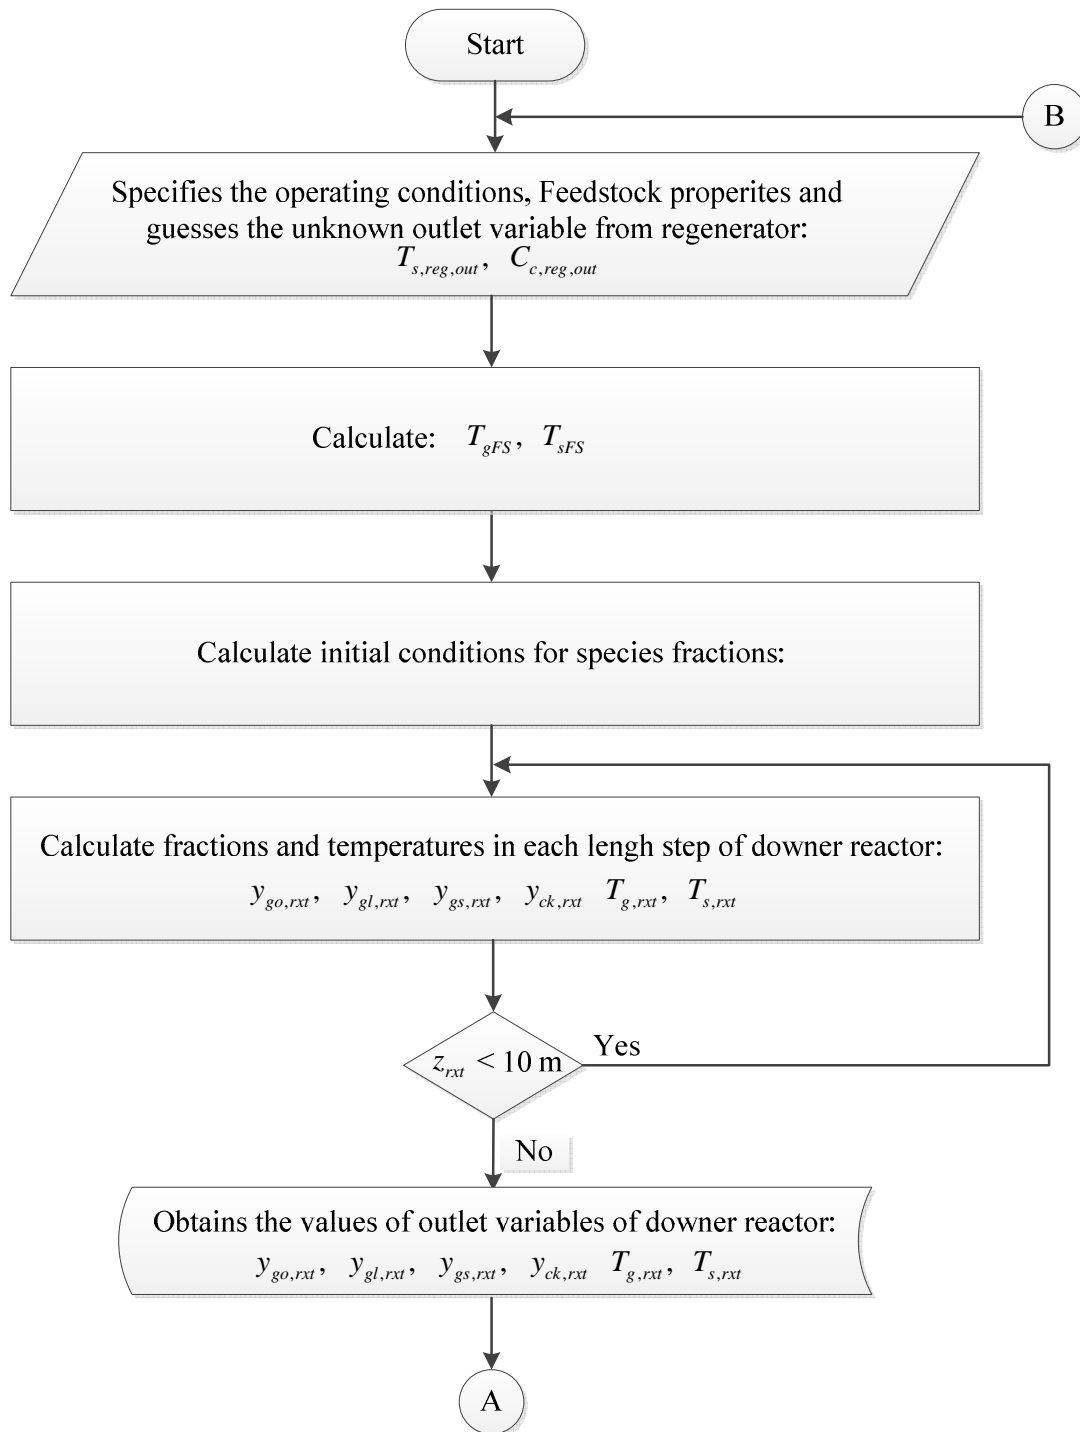 Start
B
Specifies the operating conditions, Feedstock properites and
guesses the unknown outlet variable from regenerator:
T_{s,reg,out}, C_{c,reg,out}
Calculate: T_{gFS}, T_{sFS}
Calculate initial conditions for species fractions:
Calculate fractions and temperatures in each lengh step of downer reactor:
y_{go,rxt}, y_{gl,rxt}, y_{gs,rxt}, y_{ck,rxt} T_{g,rxt}, T_{s,rxt}
z_{rxt} < 10 m
Yes
No
Obtains the values of outlet variables of downer reactor:
y_{go,rxt}, y_{gl,rxt}, y_{gs,rxt}, y_{ck,rxt} T_{g,rxt}, T_{s,rxt}
A